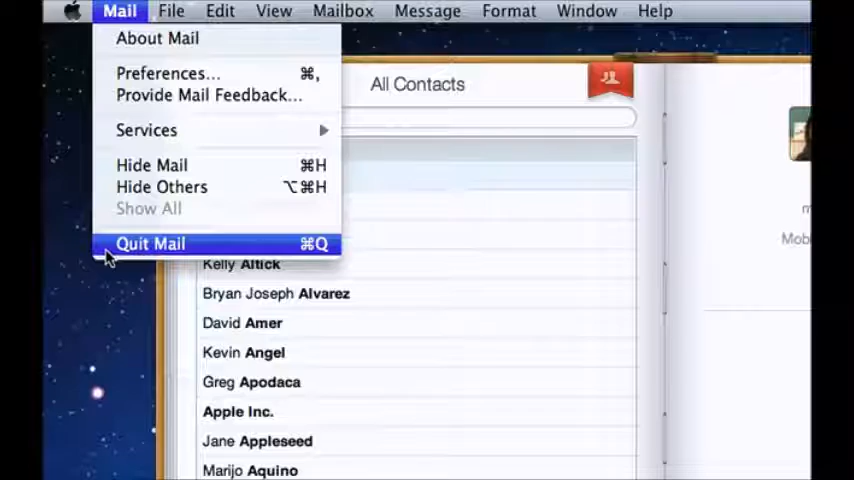 Mail File Edit View Mailbox Message Format Window Help
About Mail
Preferences... ⌘,
Provide Mail Feedback...
Services
Hide Mail ⌘H
Hide Others ⌥⌘H
Show All
Quit Mail ⌘Q
All Contacts
Kelly Altick
Bryan Joseph Alvarez
David Amer
Kevin Angel
Greg Apodaca
Apple Inc.
Jane Appleseed
Marijo Aquino